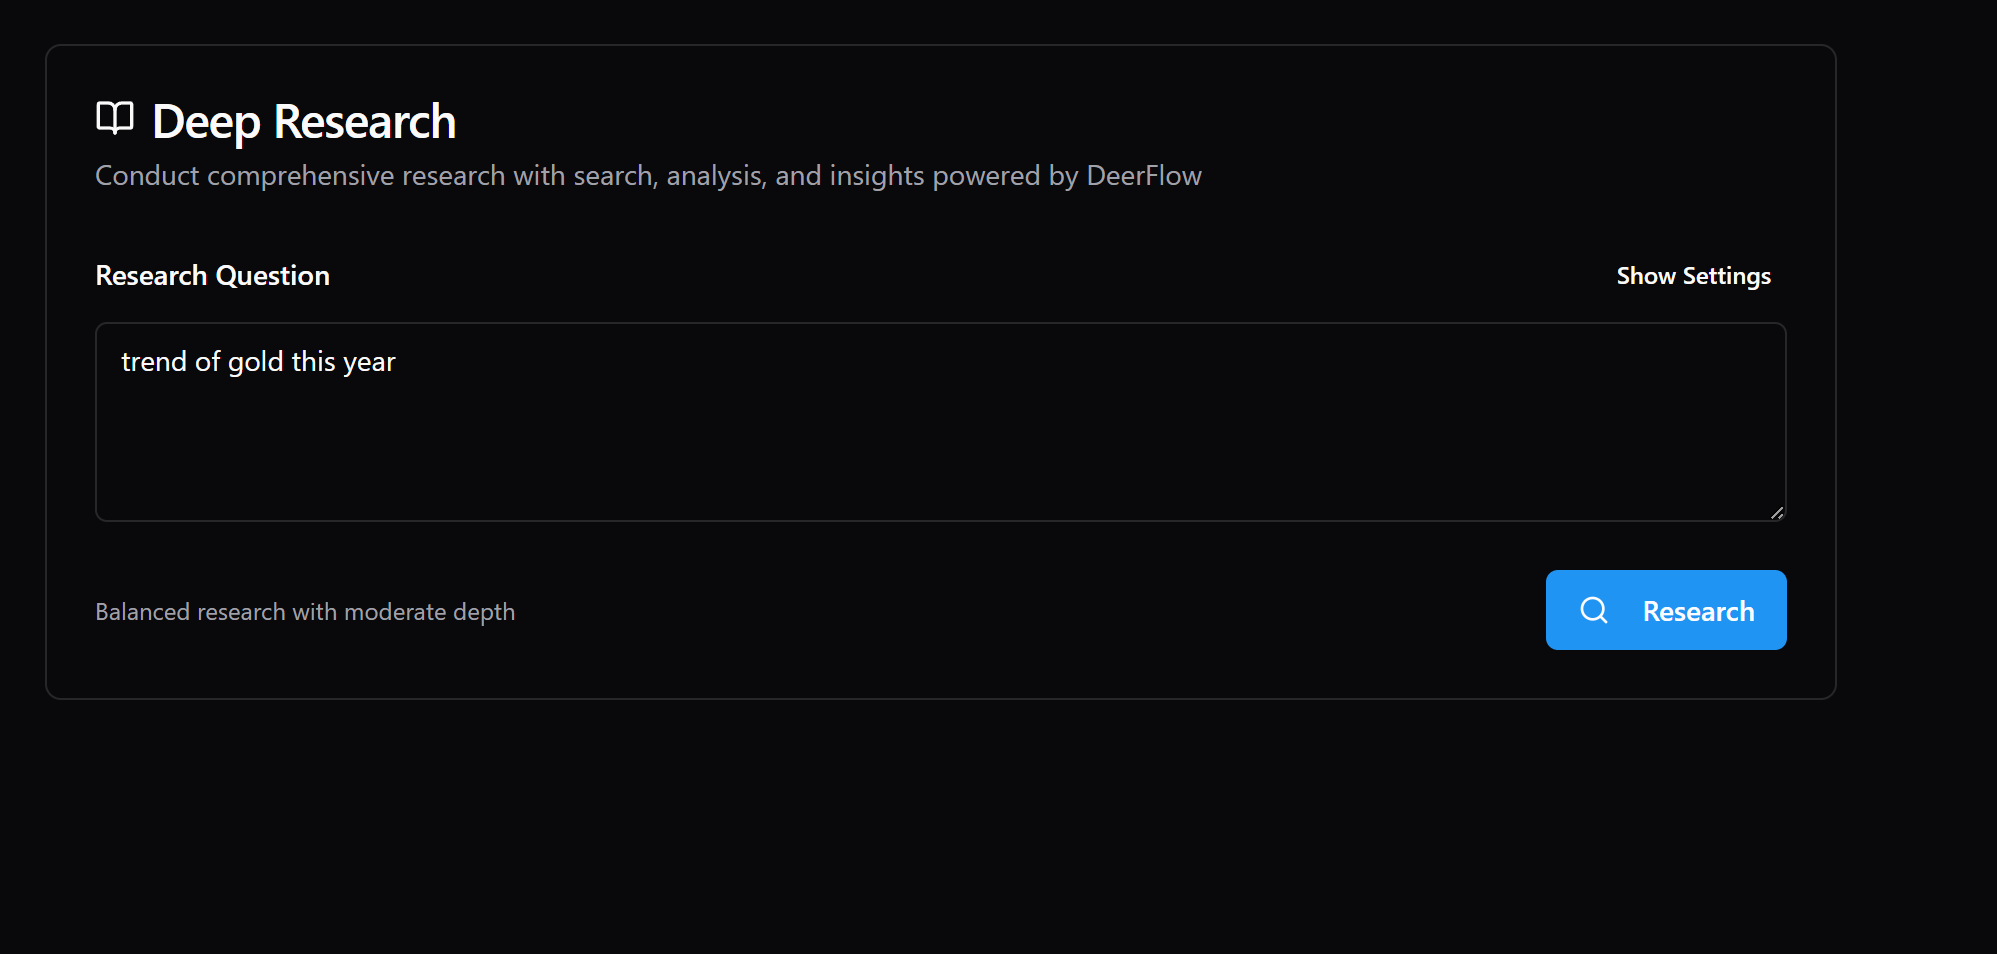 Deep Research
Conduct comprehensive research with search, analysis, and insights powered by DeerFlow
Research Question
Show Settings
trend of gold this year
Balanced research with moderate depth
Research